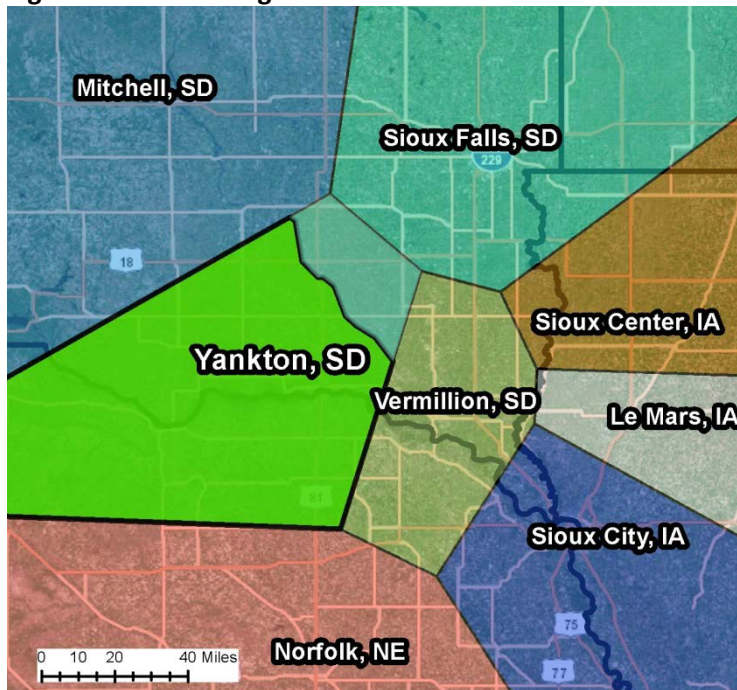 Mitchell, SD
Sioux Falls, SD
229
18
Sioux Center, IA
Yankton, SD
Vermillion, SD
Le Mars, IA
81
Sioux City, IA
75
Norfolk, NE
77
0 10 20 40 Miles